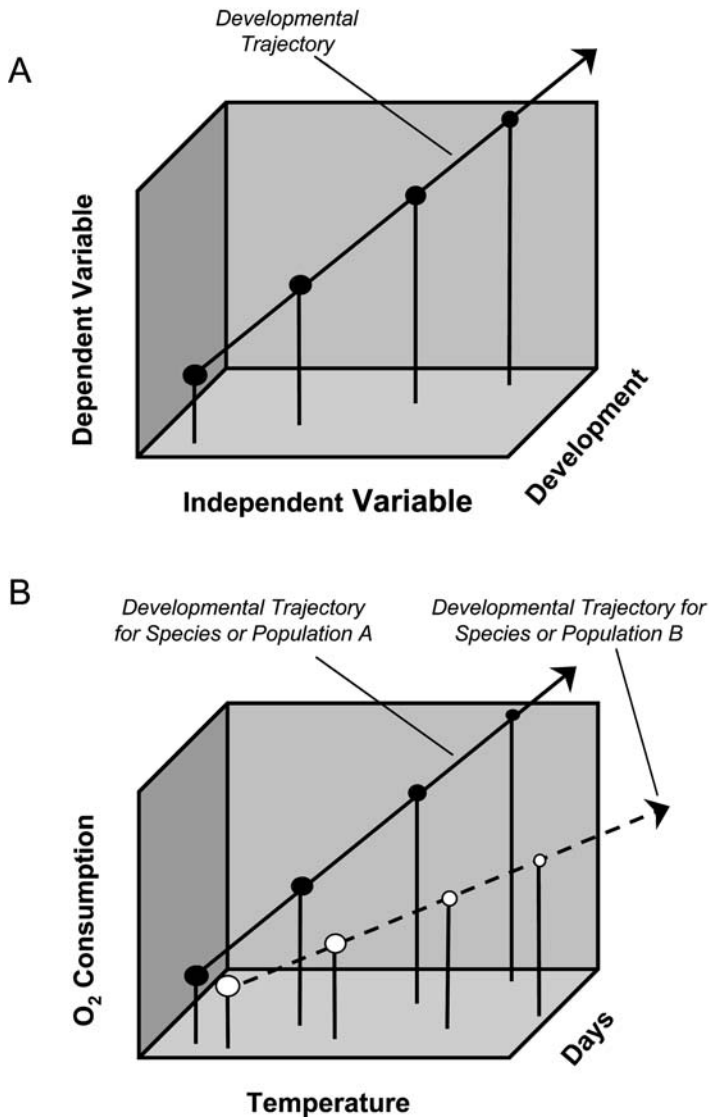 Developmental
Trajectory
A
Dependent Variable
Independent Variable
Development
B
Developmental Trajectory
for Species or Population A
Developmental Trajectory for
Species or Population B
O₂ Consumption
Temperature
Days